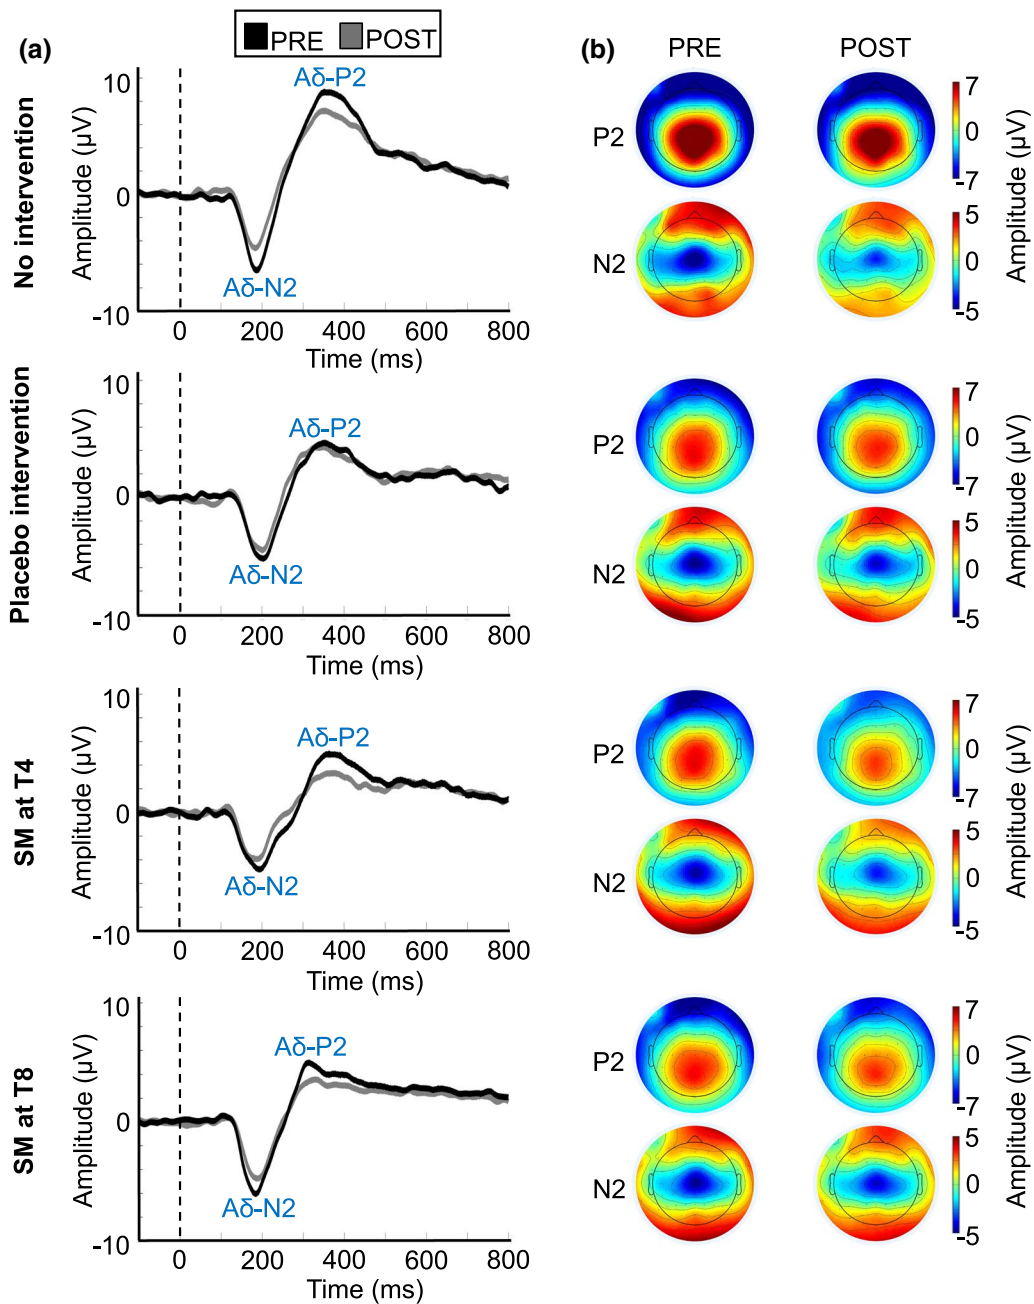 (a)
PRE POST
(b)
PRE POST
No intervention
Amplitude (µV)
10
0
-10
Aδ-P2
Aδ-N2
0 200 400 600 800
Time (ms)
P2
7
0
-7
N2
5
0
-5
Amplitude (µV)
Placebo intervention
Amplitude (µV)
10
0
-10
Aδ-P2
Aδ-N2
0 200 400 600 800
Time (ms)
P2
7
0
-7
N2
5
0
-5
Amplitude (µV)
SM at T4
Amplitude (µV)
10
0
-10
Aδ-P2
Aδ-N2
0 200 400 600 800
Time (ms)
P2
7
0
-7
N2
5
0
-5
Amplitude (µV)
SM at T8
Amplitude (µV)
10
0
-10
Aδ-P2
Aδ-N2
0 200 400 600 800
Time (ms)
P2
7
0
-7
N2
5
0
-5
Amplitude (µV)